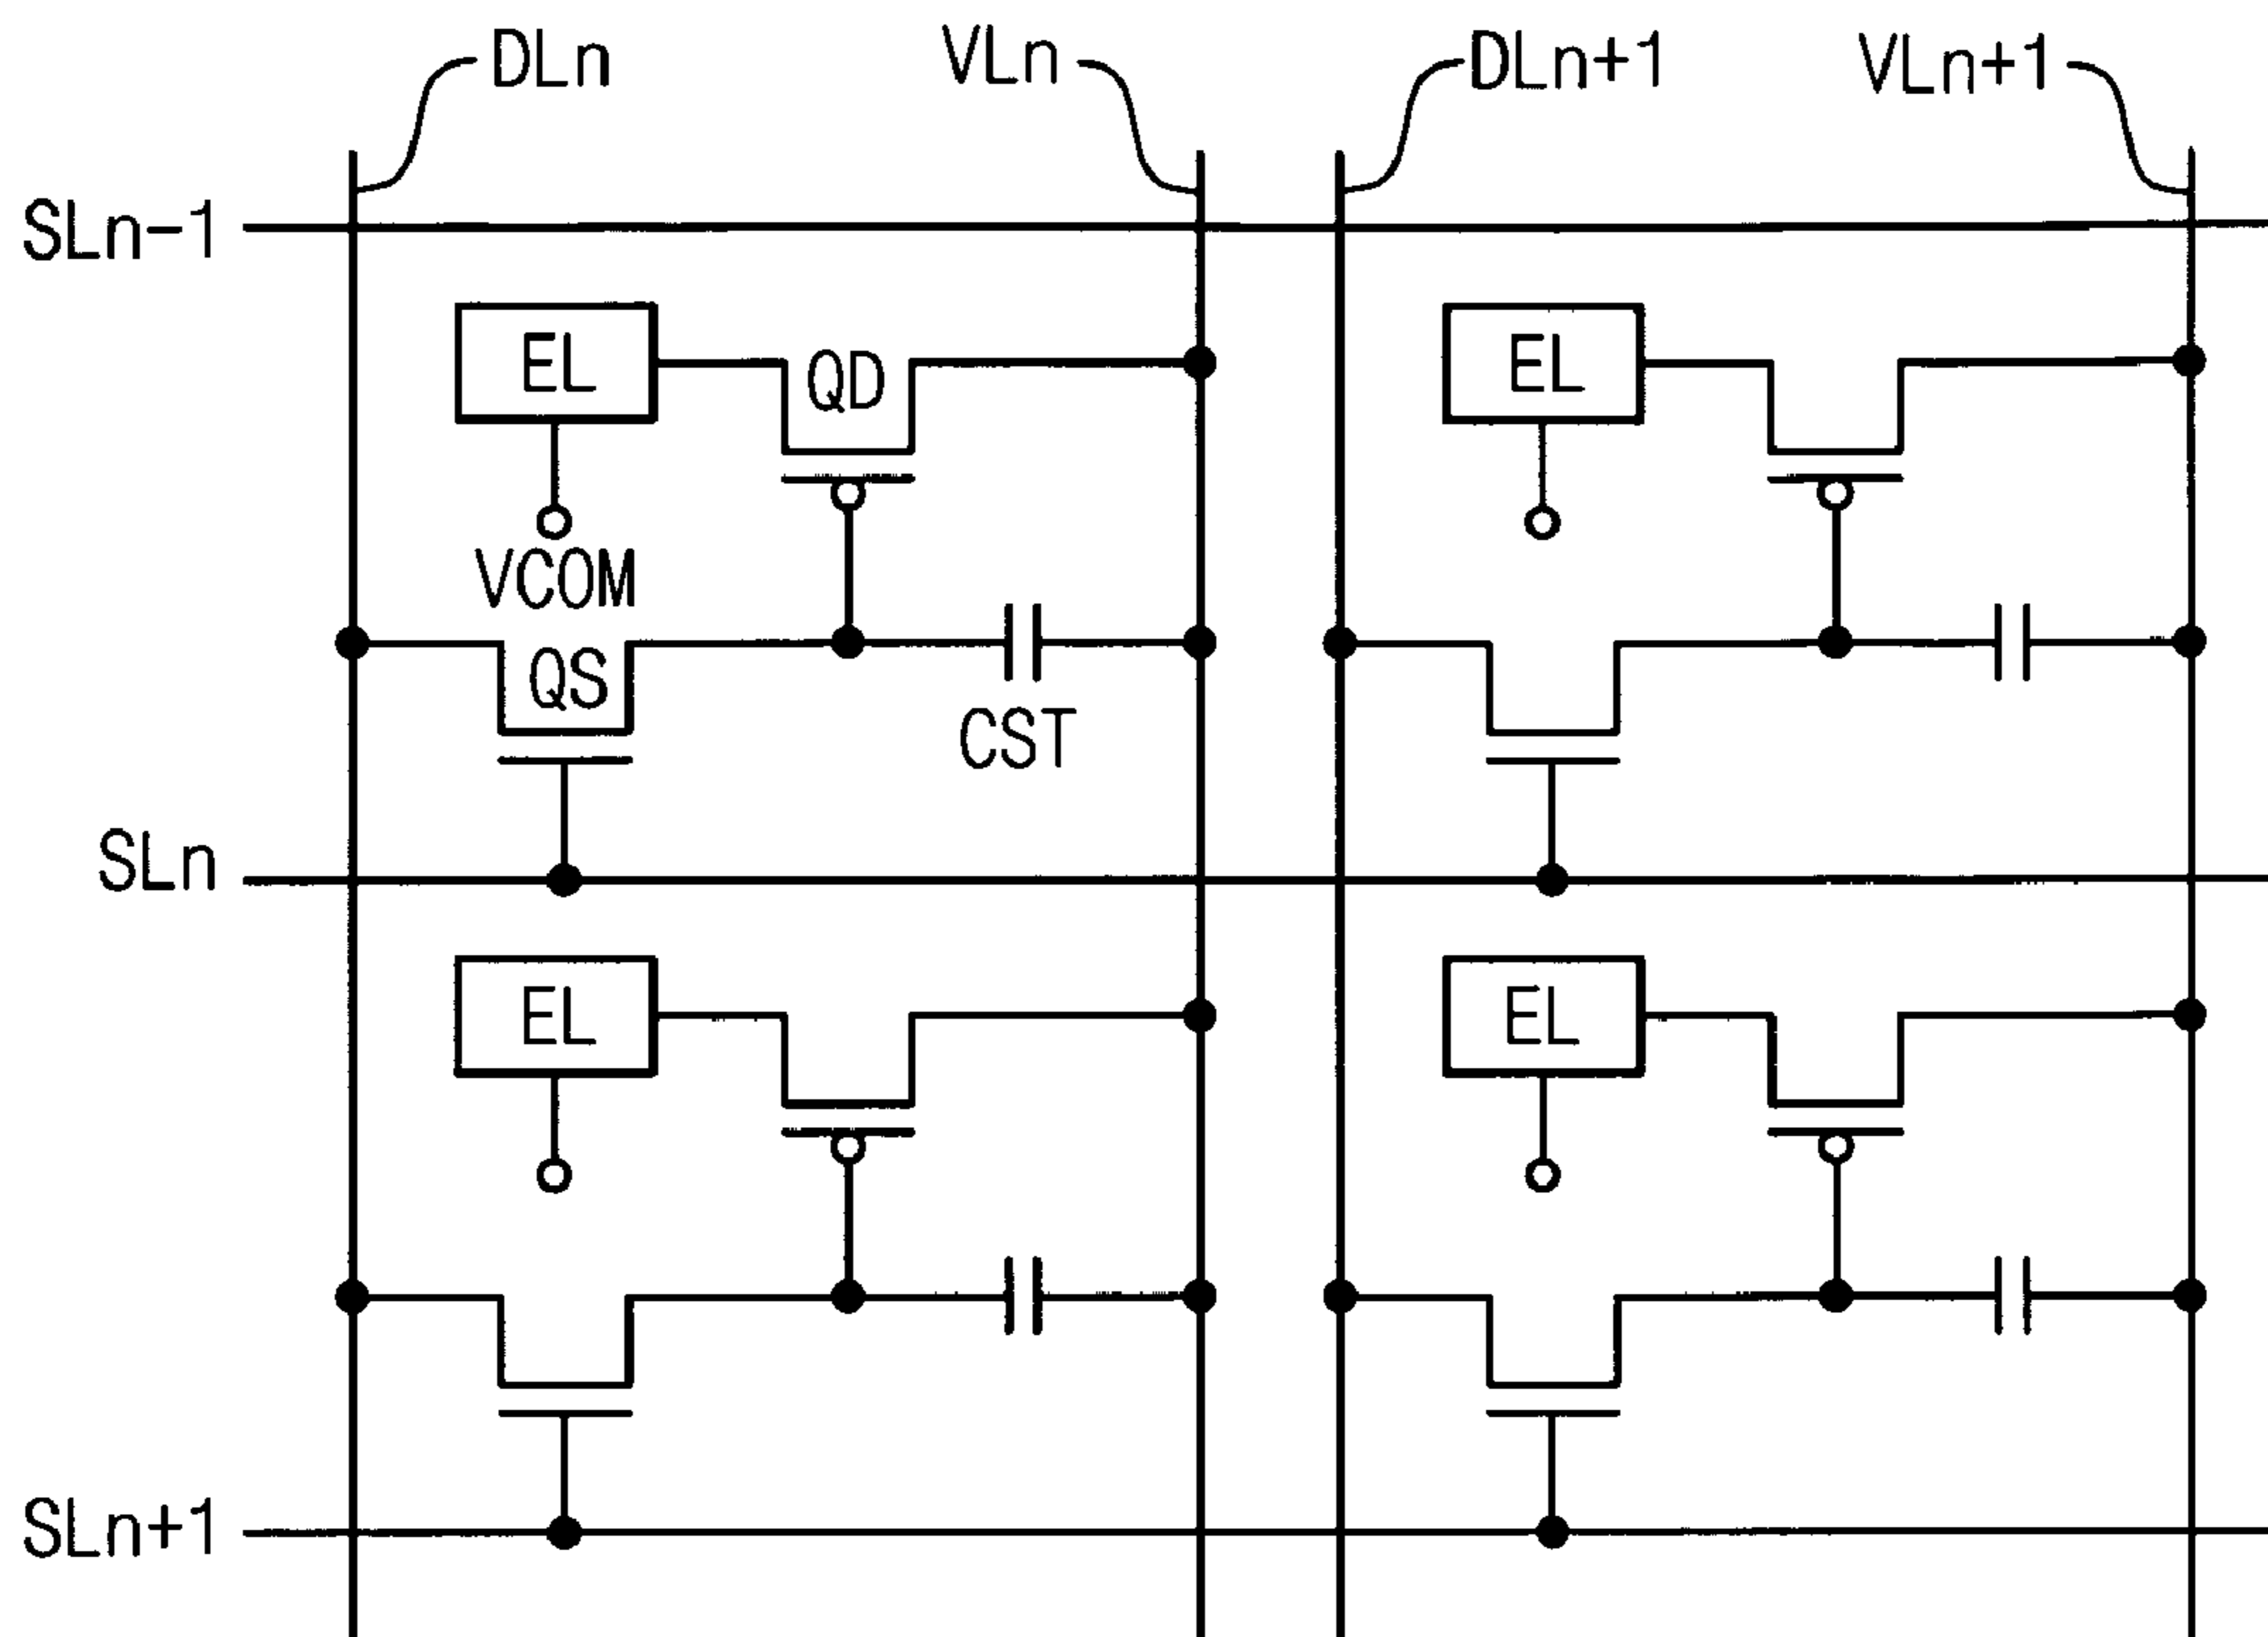 DLn
VLn
DLn+1
VLn+1
SLn-1
EL
QD
EL
VCOM
QS
CST
SLn
EL
EL
SLn+1